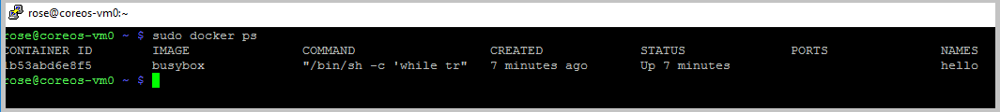 rose@coreos-vm0:~
rose@coreos-vm0 ~ $ sudo docker ps
CONTAINER ID IMAGE COMMAND CREATED STATUS PORTS NAMES
1b53abd6e8f5 busybox "/bin/sh -c 'while tr" 7 minutes ago Up 7 minutes hello
rose@coreos-vm0 ~ $